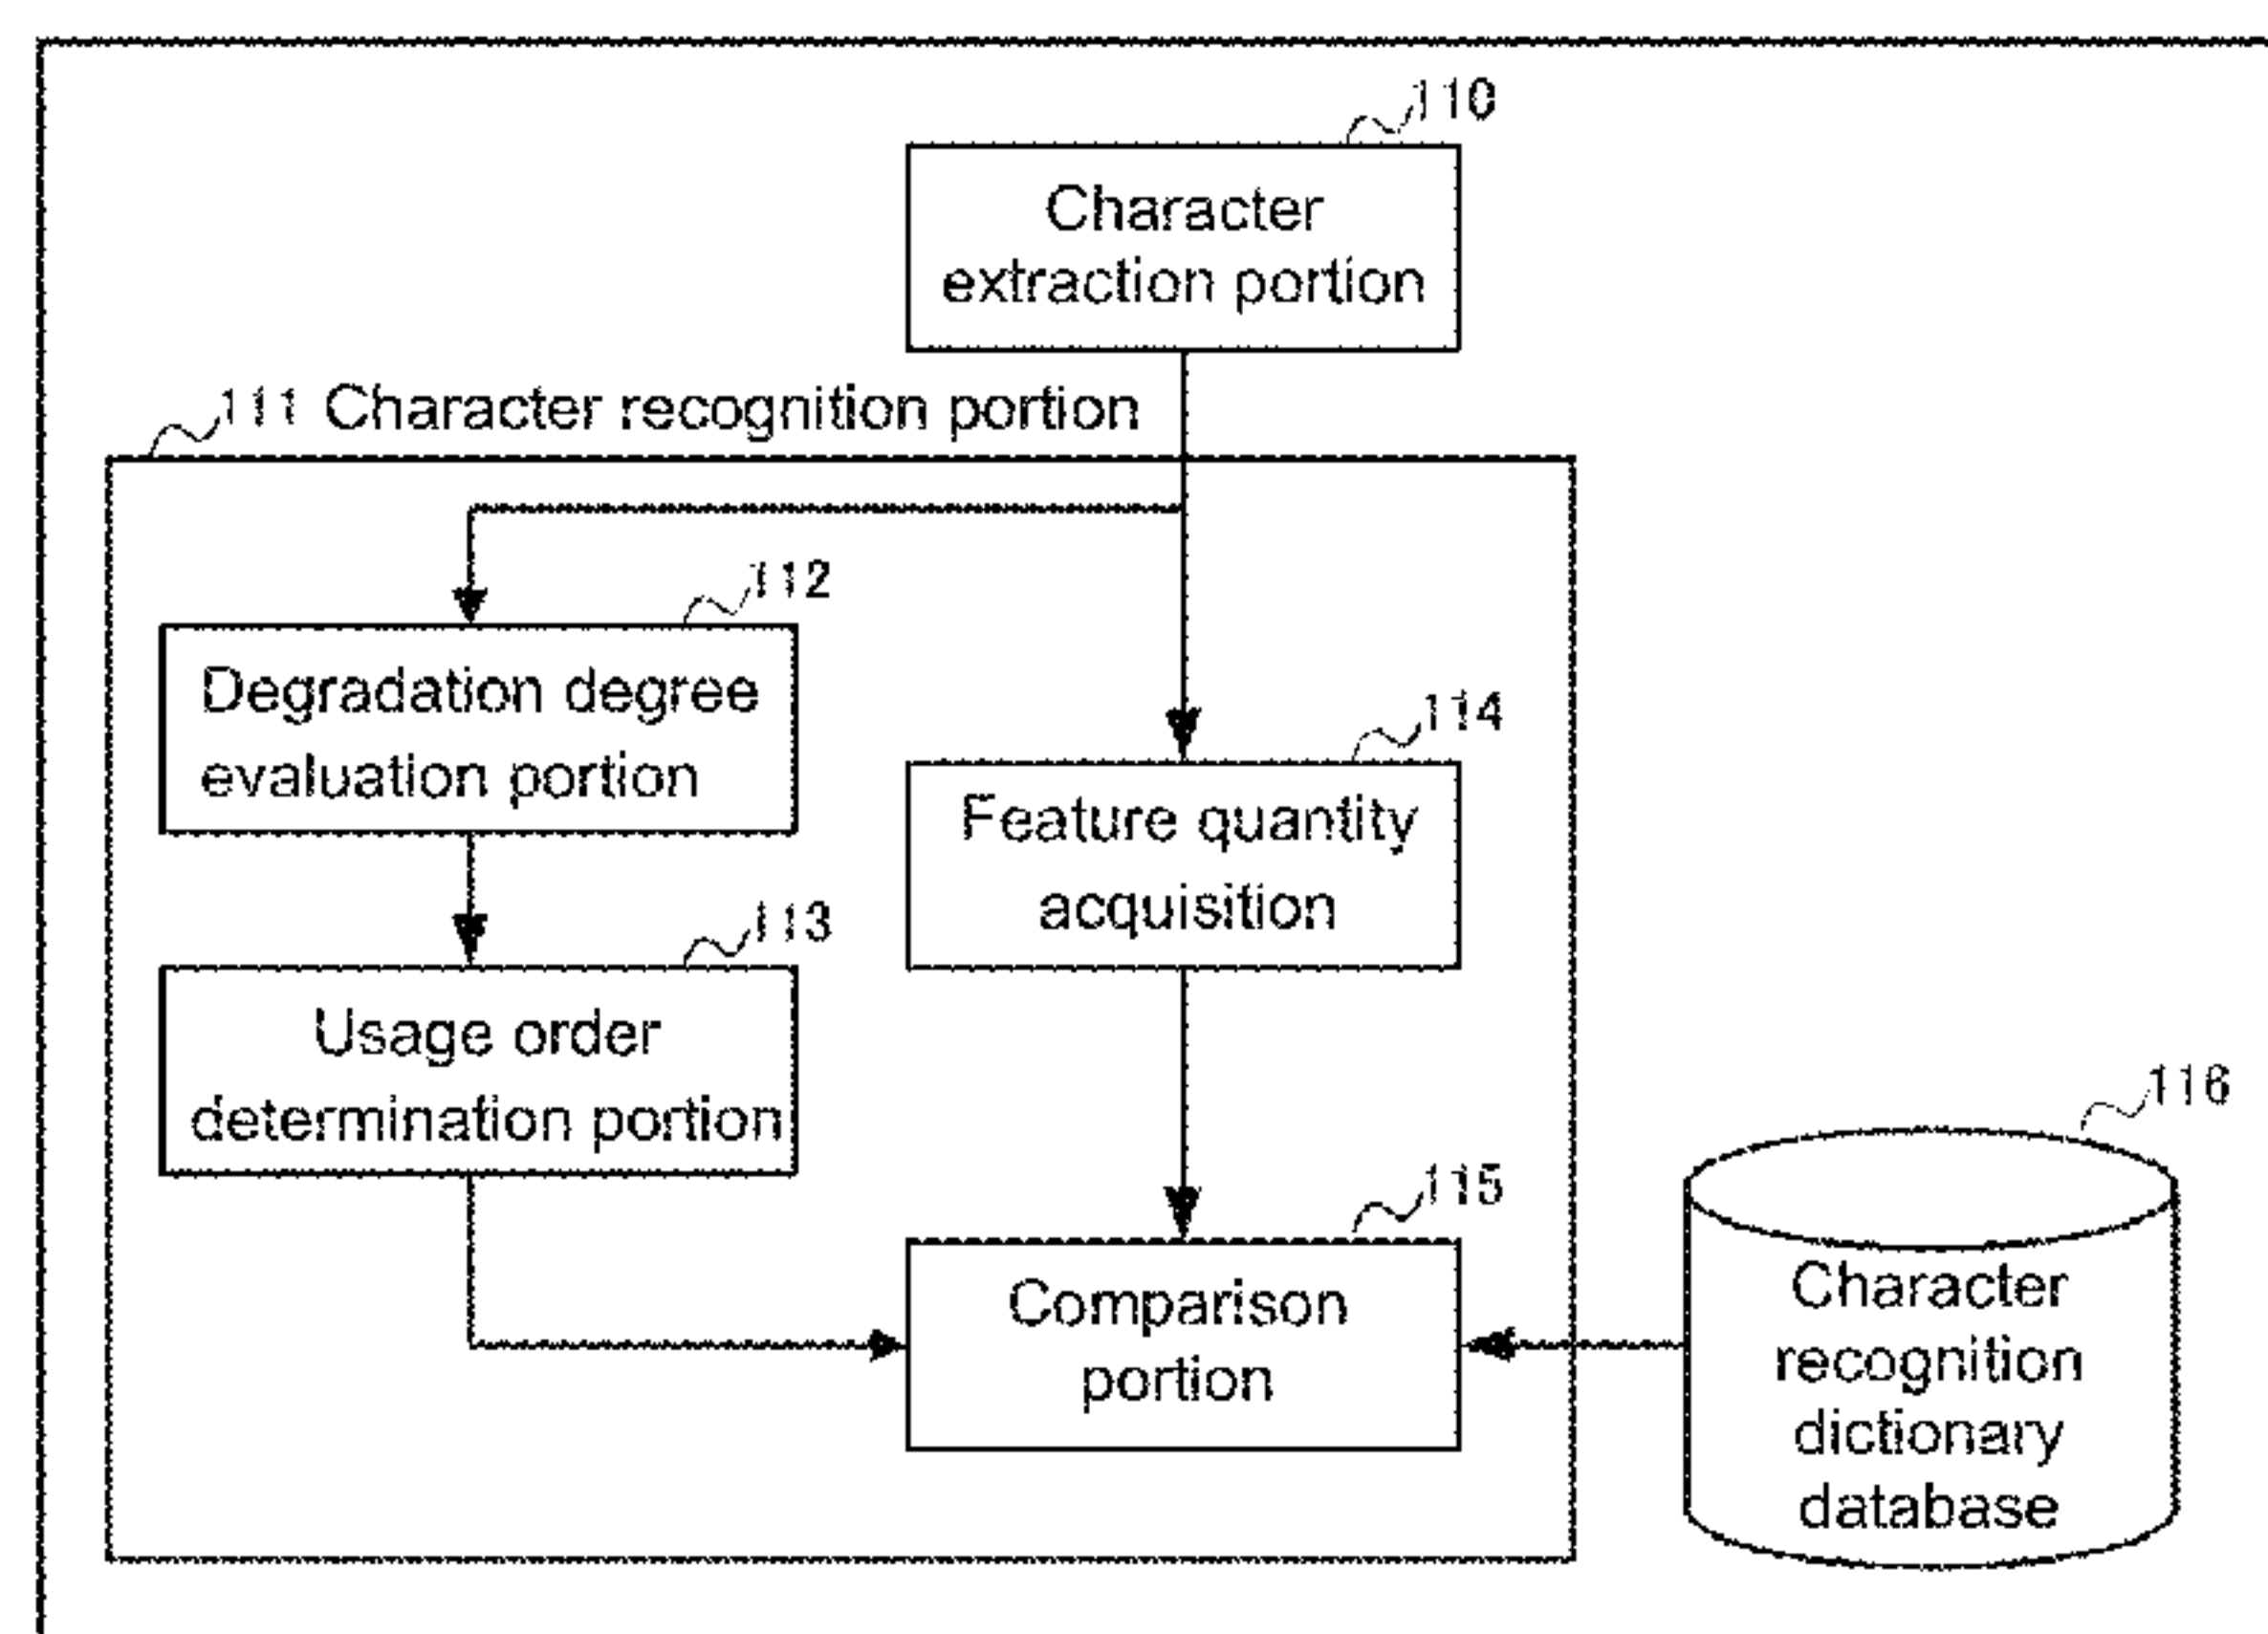 110
Character
extraction portion
111 Character recognition portion
112
Degradation degree
evaluation portion
114
Feature quantity
acquisition
113
Usage order
determination portion
115
Comparison
portion
116
Character
recognition
dictionary
database